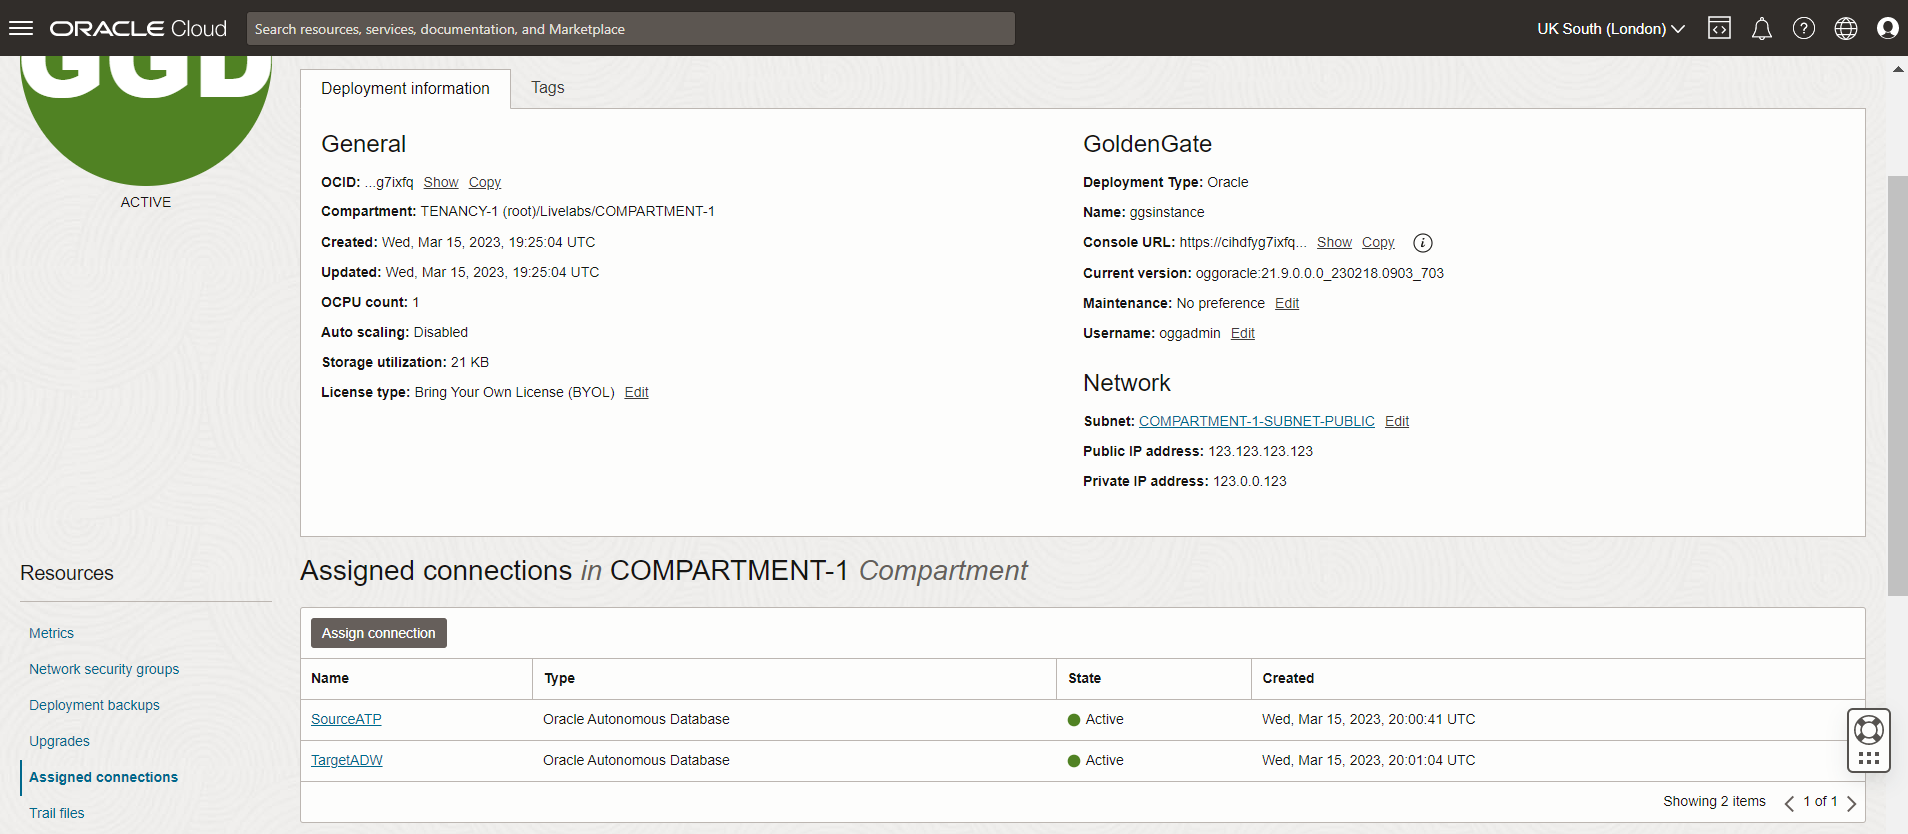 ORACLE Cloud
Search resources, services, documentation, and Marketplace
UK South (London)
GGD
ACTIVE
Deployment information
Tags
General
OCID: ...g7ixfq Show Copy
Compartment: TENANCY-1 (root)/Livelabs/COMPARTMENT-1
Created: Wed, Mar 15, 2023, 19:25:04 UTC
Updated: Wed, Mar 15, 2023, 19:25:04 UTC
OCPU count: 1
Auto scaling: Disabled
Storage utilization: 21 KB
License type: Bring Your Own License (BYOL) Edit
GoldenGate
Deployment Type: Oracle
Name: ggsinstance
Console URL: https://cihdfyg7ixfq... Show Copy
Current version: oggoracle:21.9.0.0.0_230218.0903_703
Maintenance: No preference Edit
Username: oggadmin Edit
Network
Subnet: COMPARTMENT-1-SUBNET-PUBLIC Edit
Public IP address: 123.123.123.123
Private IP address: 123.0.0.123
Resources
Metrics
Network security groups
Deployment backups
Upgrades
Assigned connections
Trail files
Assigned connections in COMPARTMENT-1 Compartment
Assign connection
Name Type State Created
SourceATP Oracle Autonomous Database Active Wed, Mar 15, 2023, 20:00:41 UTC
TargetADW Oracle Autonomous Database Active Wed, Mar 15, 2023, 20:01:04 UTC
Showing 2 items 1 of 1